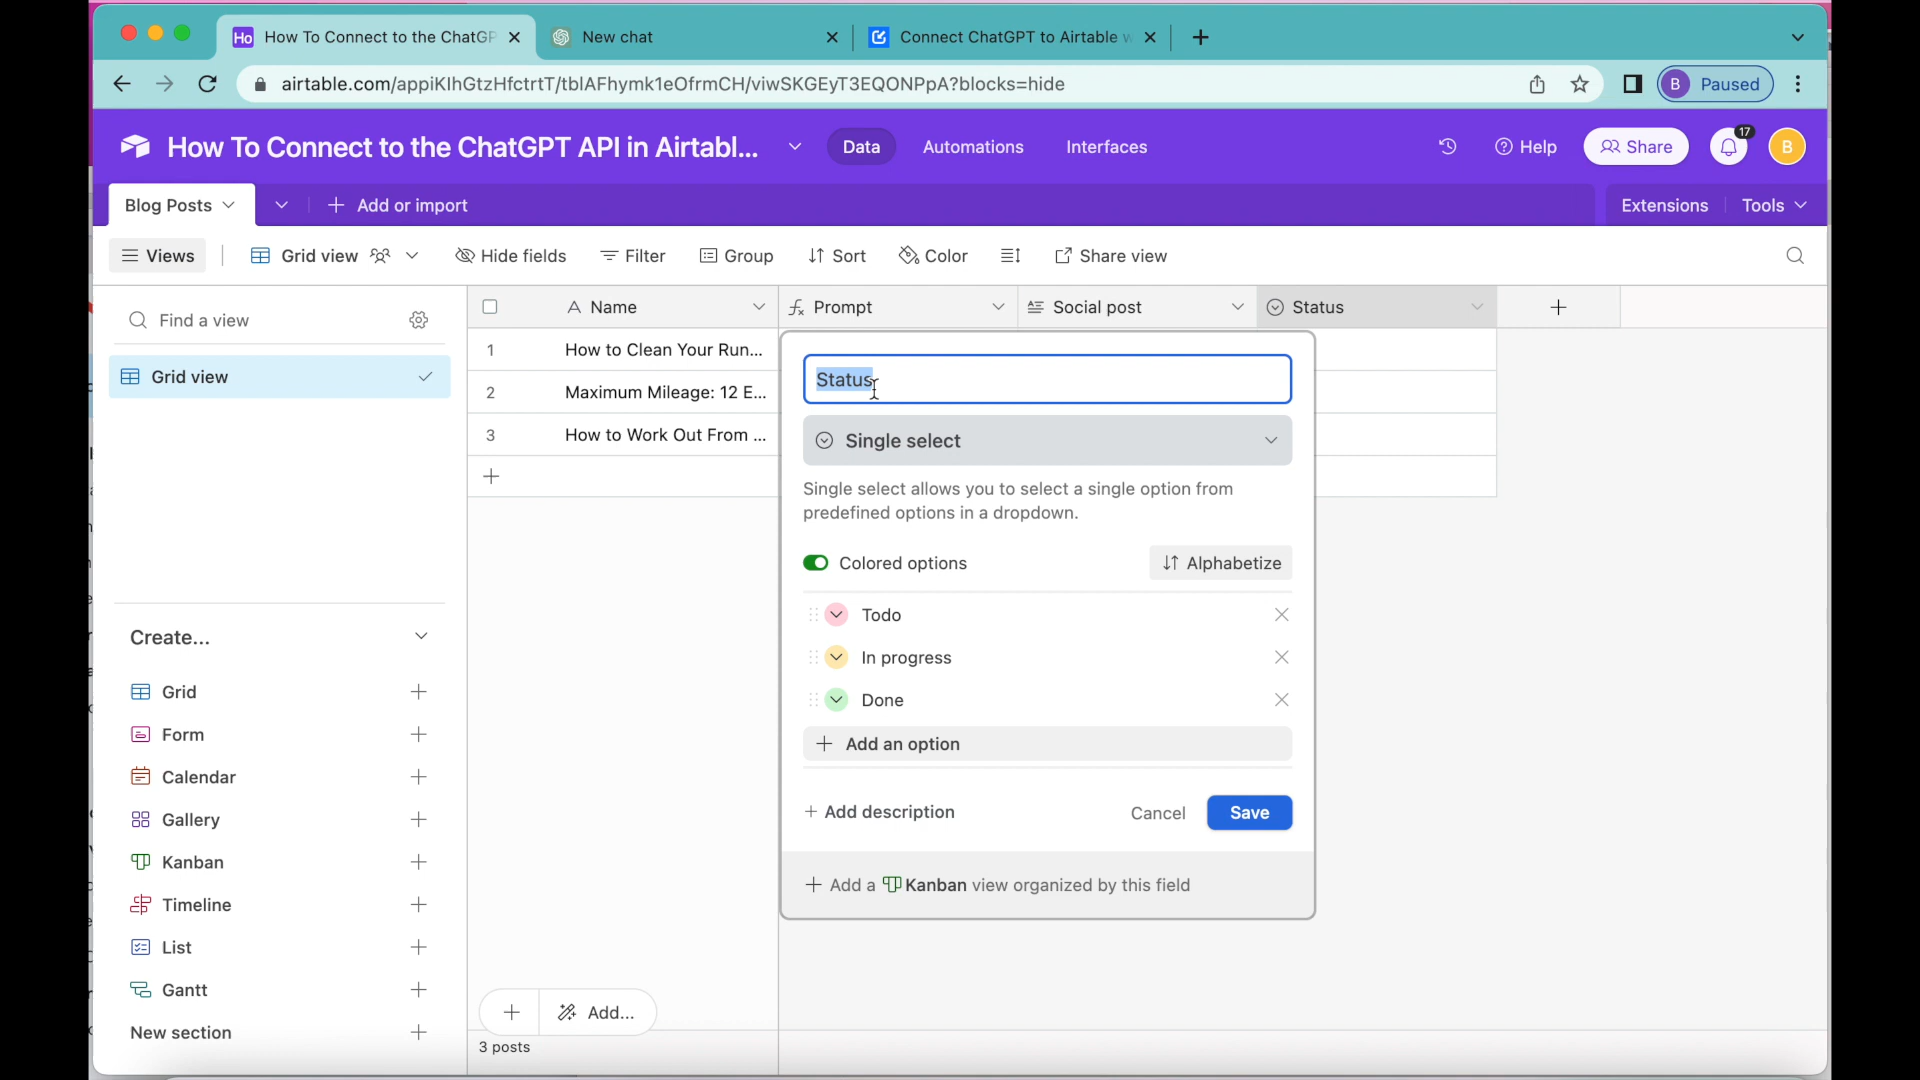 Ho How To Connect to the ChatGP
New chat
Connect ChatGPT to Airtable w
airtable.com/appiKIhGtzHfctrtT/tblAFhymk1eOfrmCH/viwSKGEyT3EQONPpA?blocks=hide
B Paused
How To Connect to the ChatGPT API in Airtabl...
Data
Automations
Interfaces
Help
Share
17
B
Blog Posts
Add or import
Extensions
Tools
Views
Grid view
Hide fields
Filter
Group
Sort
Color
Share view
Find a view
Grid view
Name
Prompt
Social post
Status
1 How to Clean Your Run...
2 Maximum Mileage: 12 E...
3 How to Work Out From ...
Status
Single select
Single select allows you to select a single option from
predefined options in a dropdown.
Colored options
Alphabetize
Todo
In progress
Done
Add an option
Add description
Cancel
Save
Add a Kanban view organized by this field
Create...
Grid
Form
Calendar
Gallery
Kanban
Timeline
List
Gantt
New section
Add...
3 posts